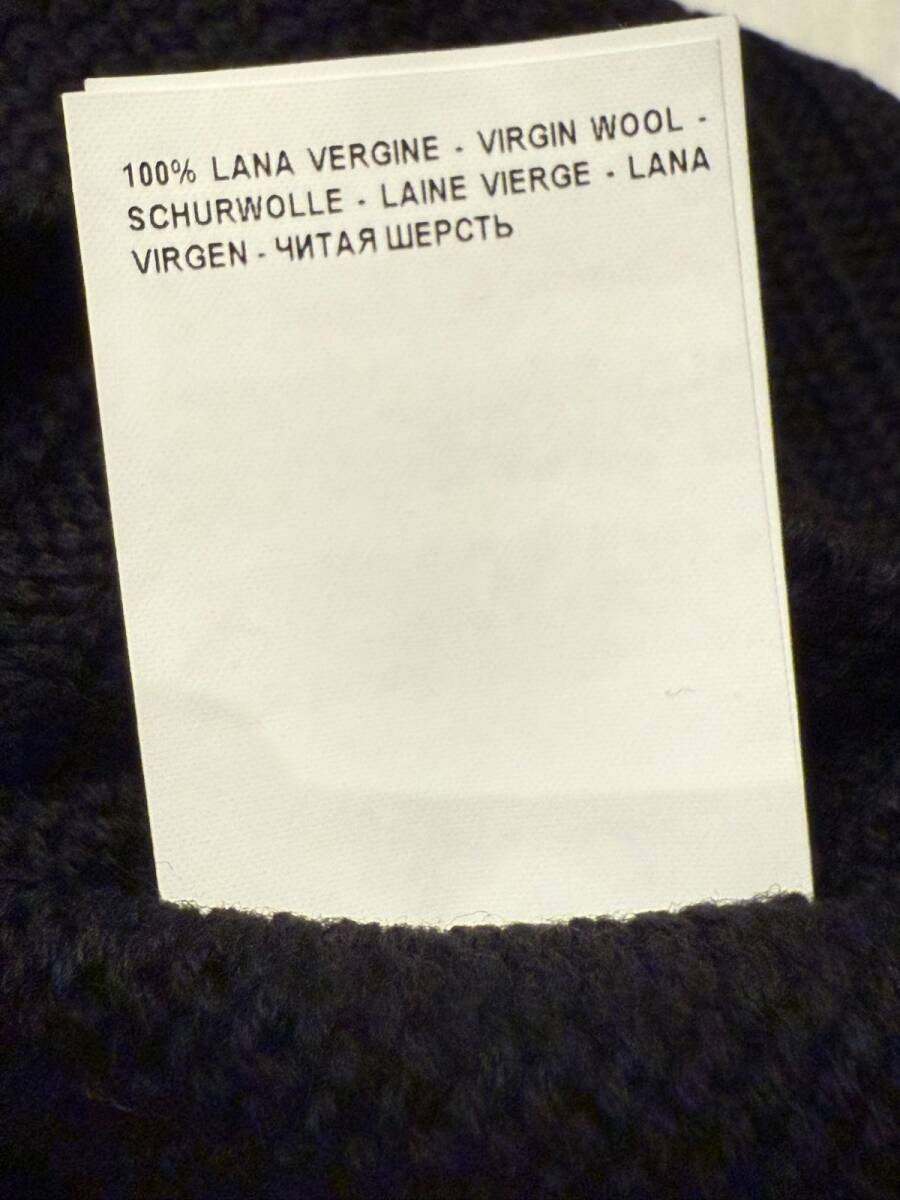 100% LANA VERGINE - VIRGIN WOOL -
SCHURWOLLE - LAINE VIERGE - LANA
VIRGEN - ЧИТАЯ ШЕРСТЬ